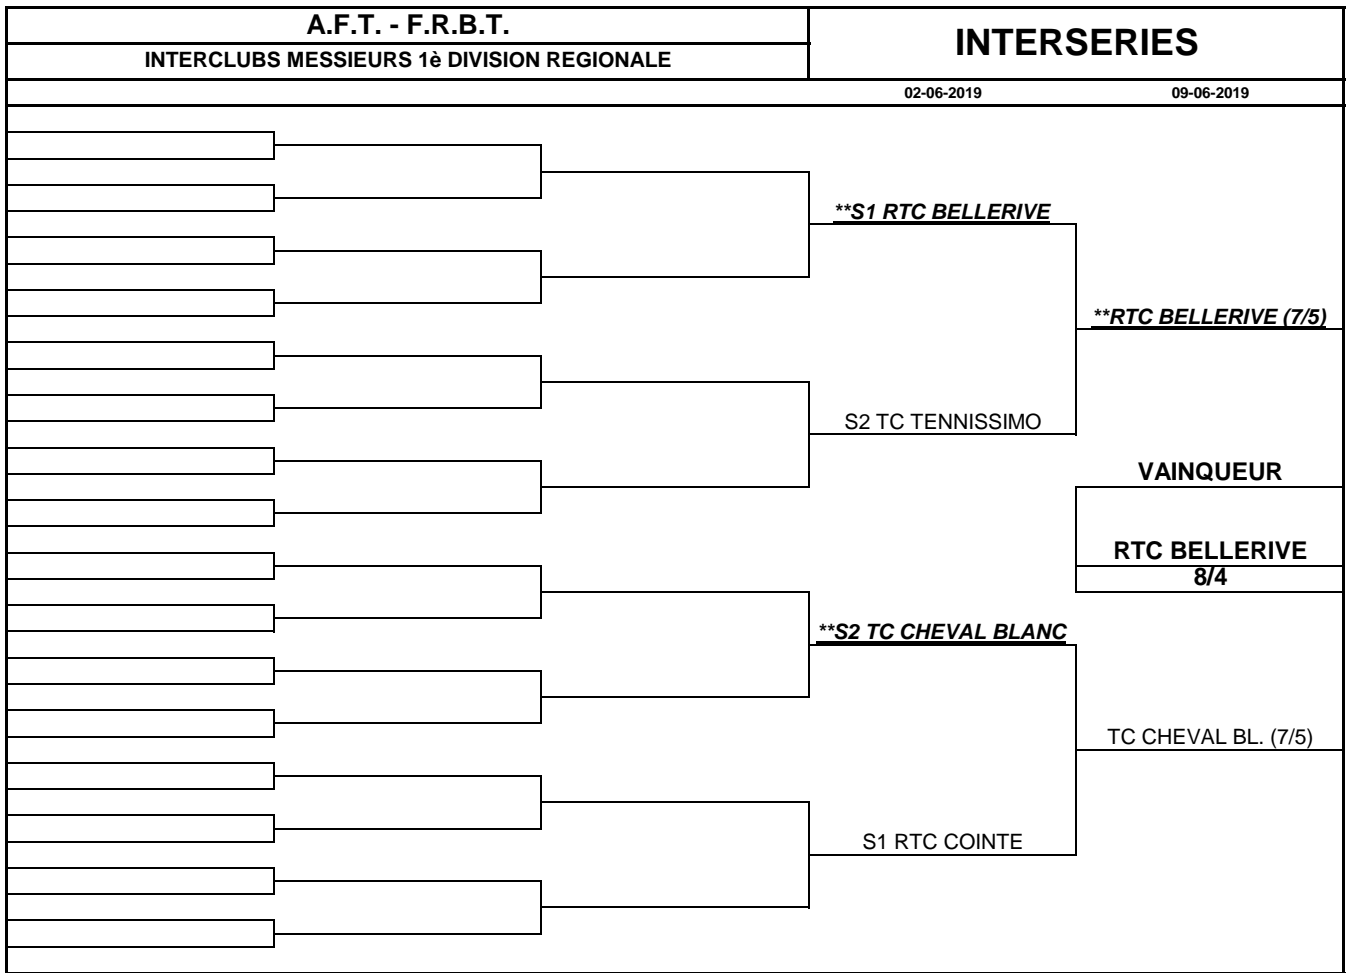 A.F.T. - F.R.B.T.
INTERSERIES
INTERCLUBS MESSIEURS 1è DIVISION REGIONALE
02-06-2019 09-06-2019
**S1 RTC BELLERIVE
**RTC BELLERIVE (7/5)
S2 TC TENNISSIMO
VAINQUEUR
RTC BELLERIVE
8/4
**S2 TC CHEVAL BLANC
TC CHEVAL BL. (7/5)
S1 RTC COINTE